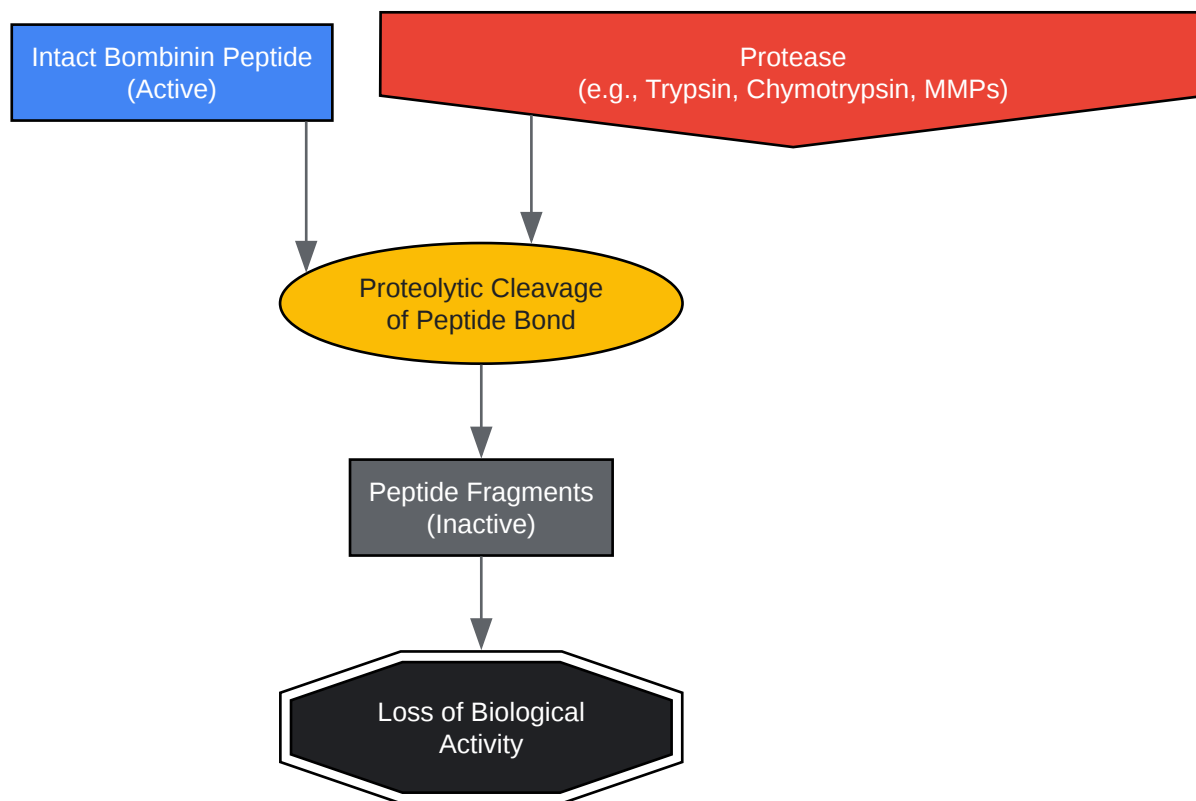 Intact Bombinin Peptide
(Active)
Protease
(e.g., Trypsin, Chymotrypsin, MMPs)
Proteolytic Cleavage
of Peptide Bond
Peptide Fragments
(Inactive)
Loss of Biological
Activity